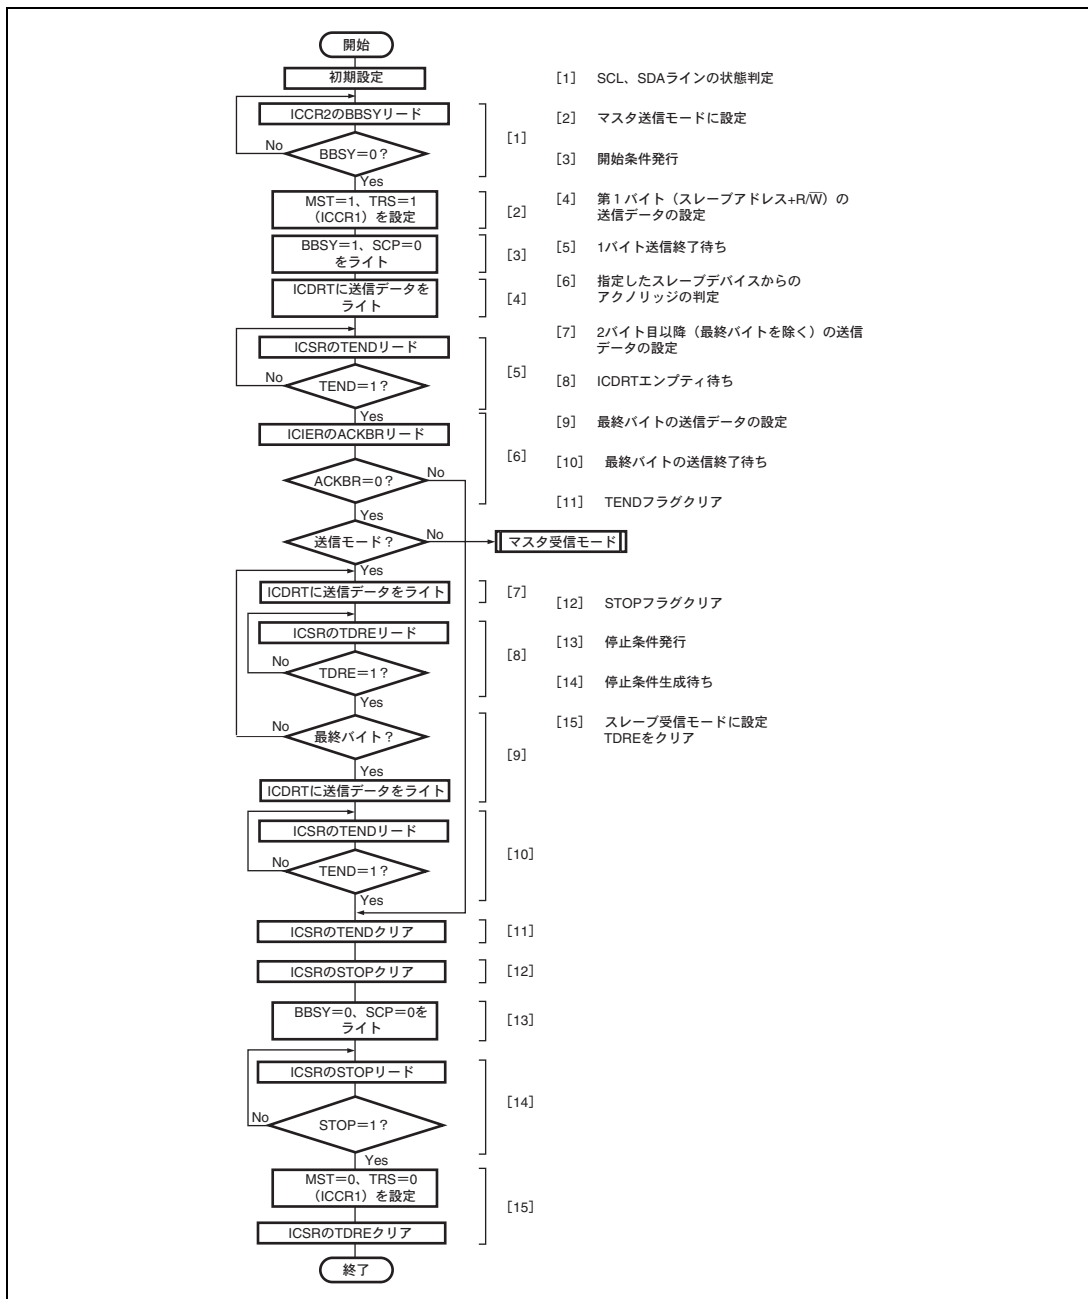 開始
初期設定
ICCR2のBBSYリード
No
BBSY＝0？
Yes
[1]
MST＝1、TRS＝1
（ICCR1）を設定
[2]
BBSY＝1、SCP＝0
をライト
[3]
ICDRTに送信データを
ライト
[4]
ICSRのTENDリード
No
TEND＝1？
Yes
[5]
ICIERのACKBRリード
ACKBR＝0？
No
Yes
[6]
送信モード？
No
マスタ受信モード
Yes
ICDRTに送信データをライト
[7]
ICSRのTDREリード
No
TDRE＝1？
Yes
[8]
No
最終バイト？
Yes
[9]
ICDRTに送信データをライト
ICSRのTENDリード
No
TEND＝1？
Yes
[10]
ICSRのTENDクリア
[11]
ICSRのSTOPクリア
[12]
BBSY＝0、SCP＝0を
ライト
[13]
ICSRのSTOPリード
No
STOP＝1？
Yes
[14]
MST＝0、TRS＝0
（ICCR1）を設定
[15]
ICSRのTDREクリア
終了
[1] SCL、SDAラインの状態判定
[2] マスタ送信モードに設定
[3] 開始条件発行
[4] 第１バイト（スレーブアドレス+R/W̅）の
送信データの設定
[5] 1バイト送信終了待ち
[6] 指定したスレーブデバイスからの
アクノリッジの判定
[7] 2バイト目以降（最終バイトを除く）の送信
データの設定
[8] ICDRTエンプティ待ち
[9] 最終バイトの送信データの設定
[10] 最終バイトの送信終了待ち
[11] TENDフラグクリア
[12] STOPフラグクリア
[13] 停止条件発行
[14] 停止条件生成待ち
[15] スレーブ受信モードに設定
TDREをクリア